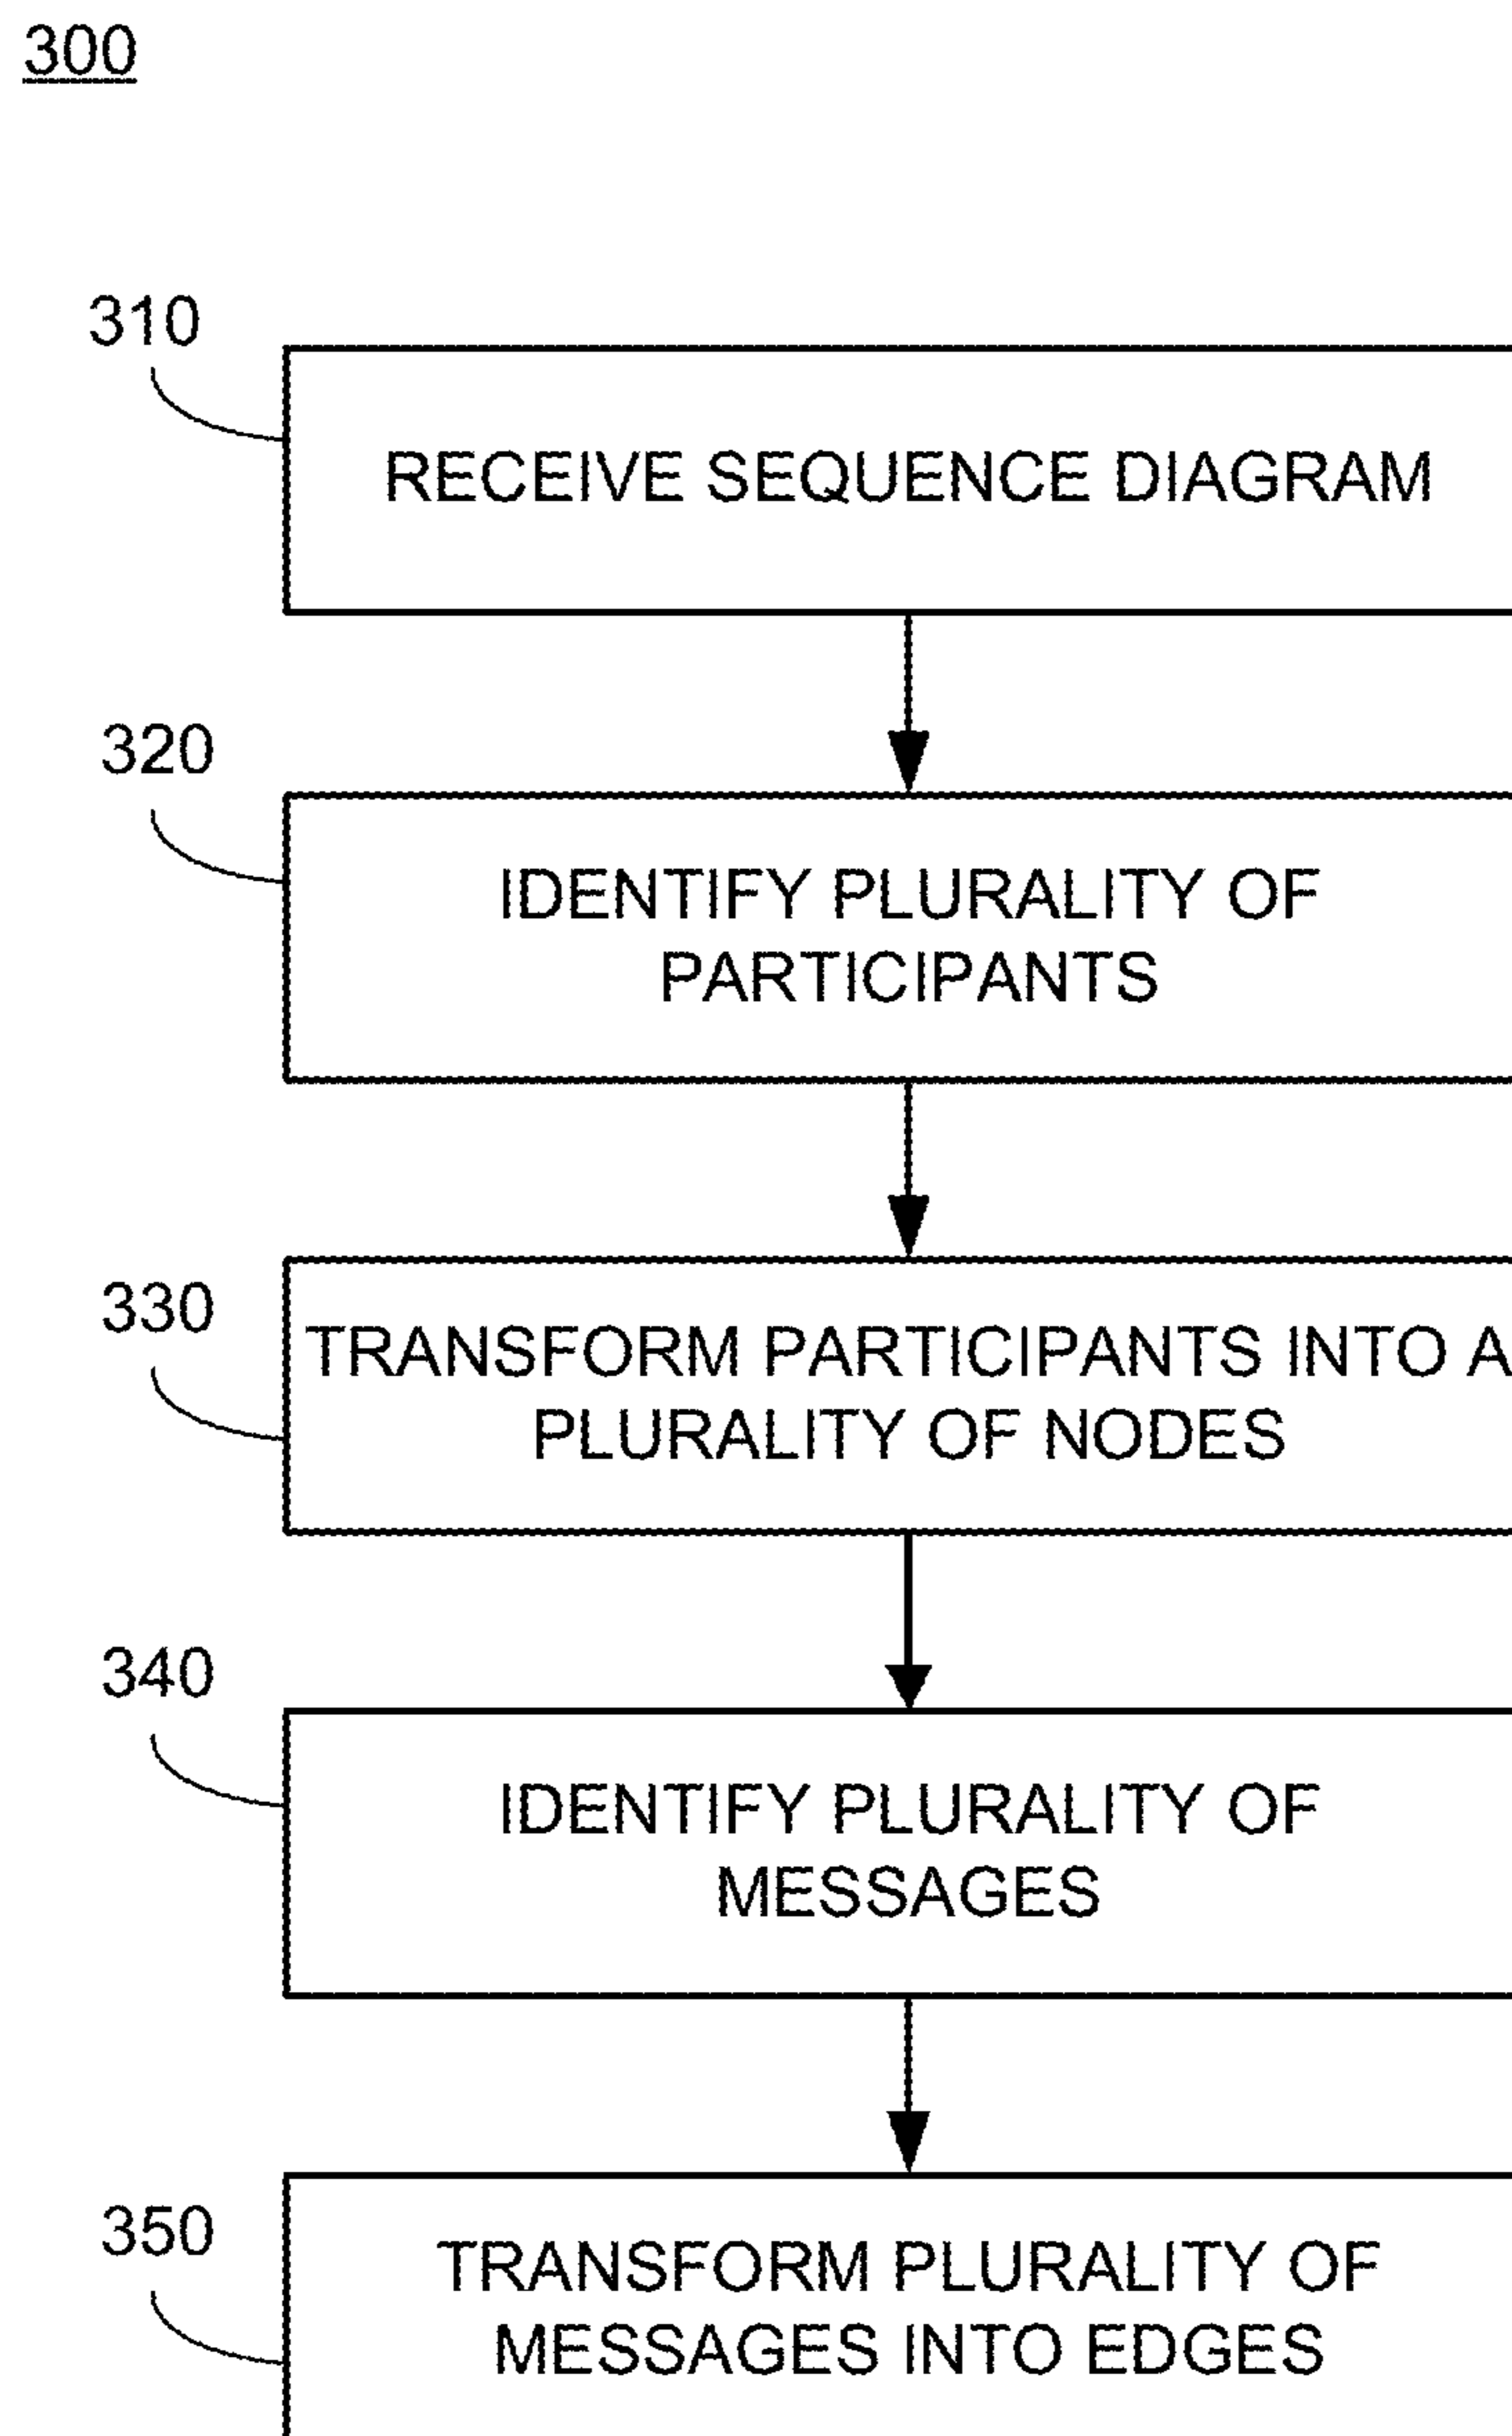 300
310
RECEIVE SEQUENCE DIAGRAM
320
IDENTIFY PLURALITY OF
PARTICIPANTS
330
TRANSFORM PARTICIPANTS INTO A
PLURALITY OF NODES
340
IDENTIFY PLURALITY OF
MESSAGES
350
TRANSFORM PLURALITY OF
MESSAGES INTO EDGES